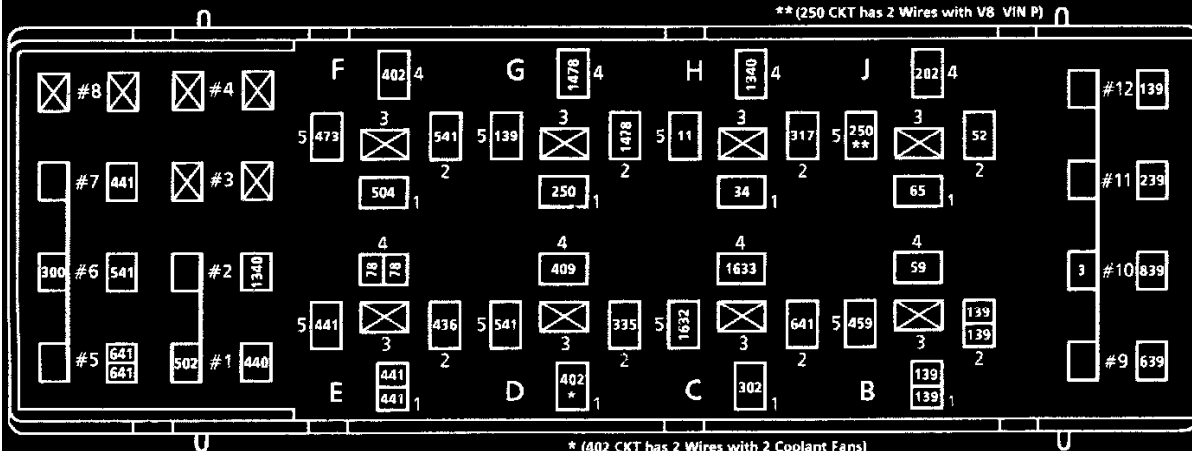 ** (250 CKT has 2 Wires with V8 VIN P)
F 402 4 G 1478 4 H 1340 4 J 202 4
#8 #4 #12 139
3 3 3 3
5 473 541 5 139 1478 5 11 317 5 250 ** 52
2 2 2 2
#7 441 #3 #11 239
504 1 250 1 34 1 65 1
4 4 4 4
300 #6 541 #2 1340 78 78 409 1633 59 3 #10 839
5 441 436 5 541 335 5 1632 641 5 459 139
139
3 2 3 2 3 2 3 2
#5 641 502 #1 440 #9 639
641
E 441 D 402 C 302 B 139
441 1 * 1 1 139 1
* (402 CKT has 2 Wires with 2 Coolant Fans)